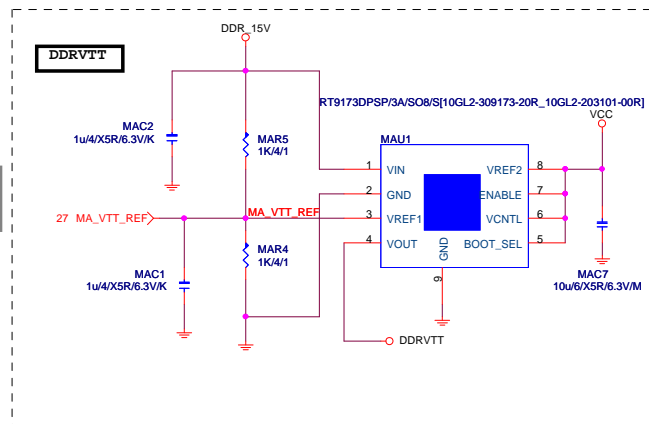 DDR_15V
DDRVTT
RT9173DPSP/3A/SO8/S[10GL2-309173-20R_10GL2-203101-00R]
VCC
MAC2
1u/4/X5R/6.3V/K
MAR5
1K/4/1
MAU1
1 VIN VREF2 8
2 GND ENABLE 7
27 MA_VTT_REF MA_VTT_REF 3 VREF1 VCNTL 6
4 VOUT BOOT_SEL 5
GND
9
MAR4
1K/4/1
MAC1
1u/4/X5R/6.3V/K
MAC7
10u/6/X5R/6.3V/M
DDRVTT